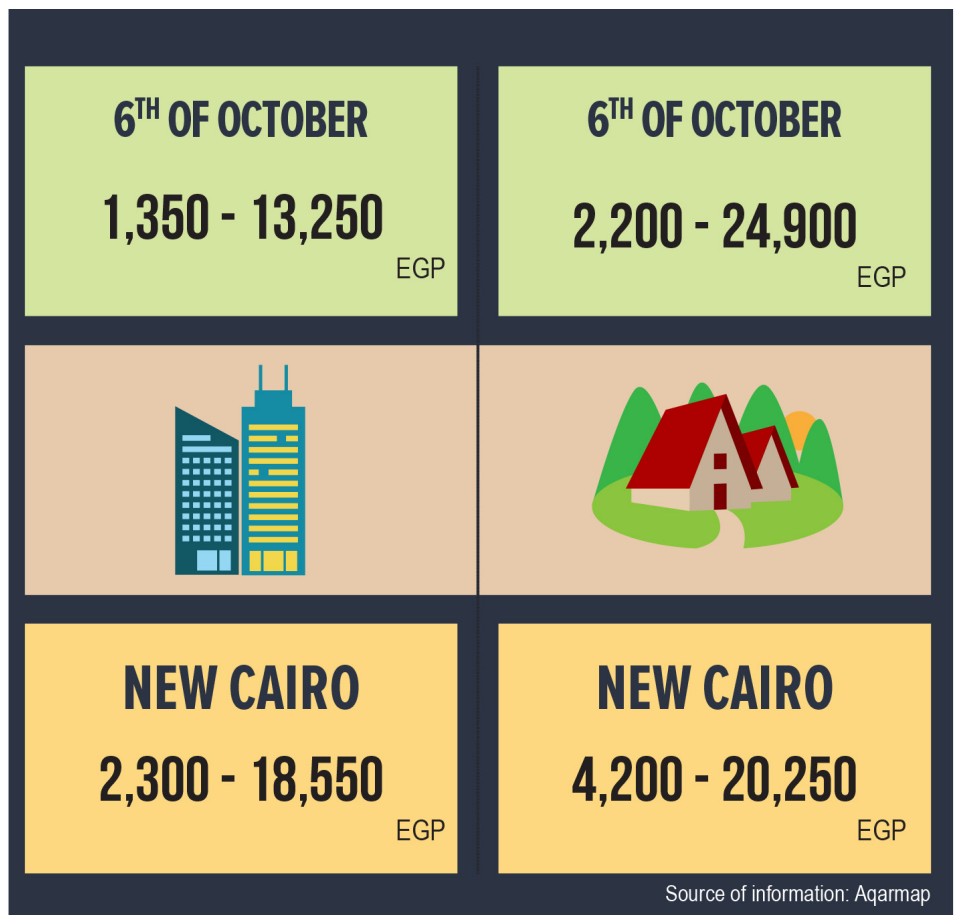 6TH OF OCTOBER
1,350 - 13,250
EGP
6TH OF OCTOBER
2,200 - 24,900
EGP
NEW CAIRO
2,300 - 18,550
EGP
NEW CAIRO
4,200 - 20,250
EGP
Source of information: Aqarmap